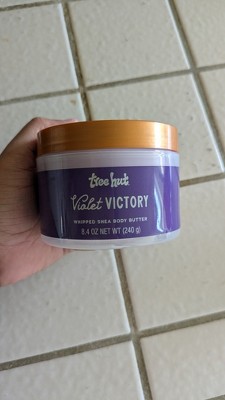 tree hut
Violet VICTORY
WHIPPED SHEA BODY BUTTER
8.4 OZ NET WT (240 g)